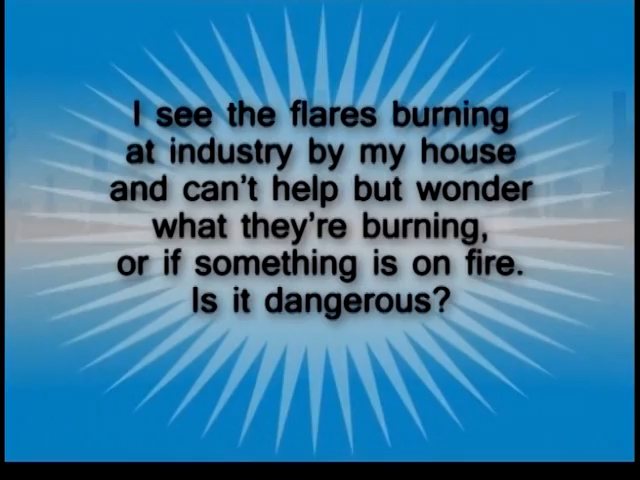 I see the flares burning
at industry by my house
and can't help but wonder
what they're burning,
or if something is on fire.
Is it dangerous?